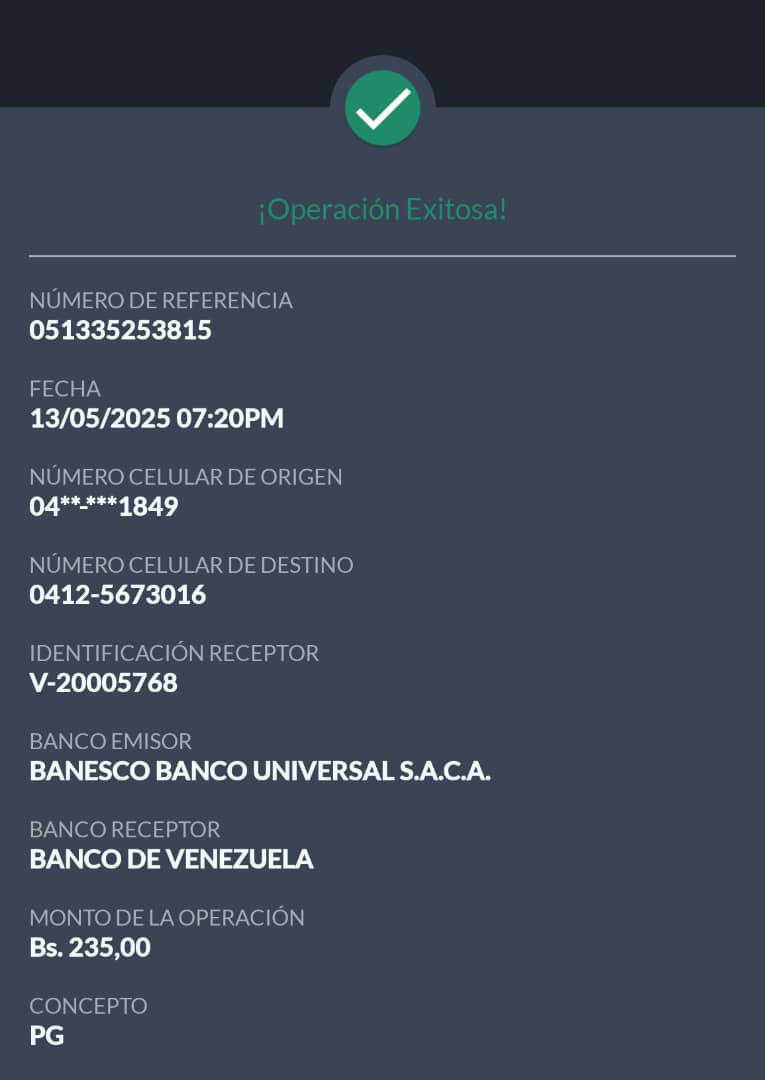 ¡Operación Exitosa!
NÚMERO DE REFERENCIA
051335253815
FECHA
13/05/2025 07:20PM
NÚMERO CELULAR DE ORIGEN
04**-***1849
NÚMERO CELULAR DE DESTINO
0412-5673016
IDENTIFICACIÓN RECEPTOR
V-20005768
BANCO EMISOR
BANESCO BANCO UNIVERSAL S.A.C.A.
BANCO RECEPTOR
BANCO DE VENEZUELA
MONTO DE LA OPERACIÓN
Bs. 235,00
CONCEPTO
PG